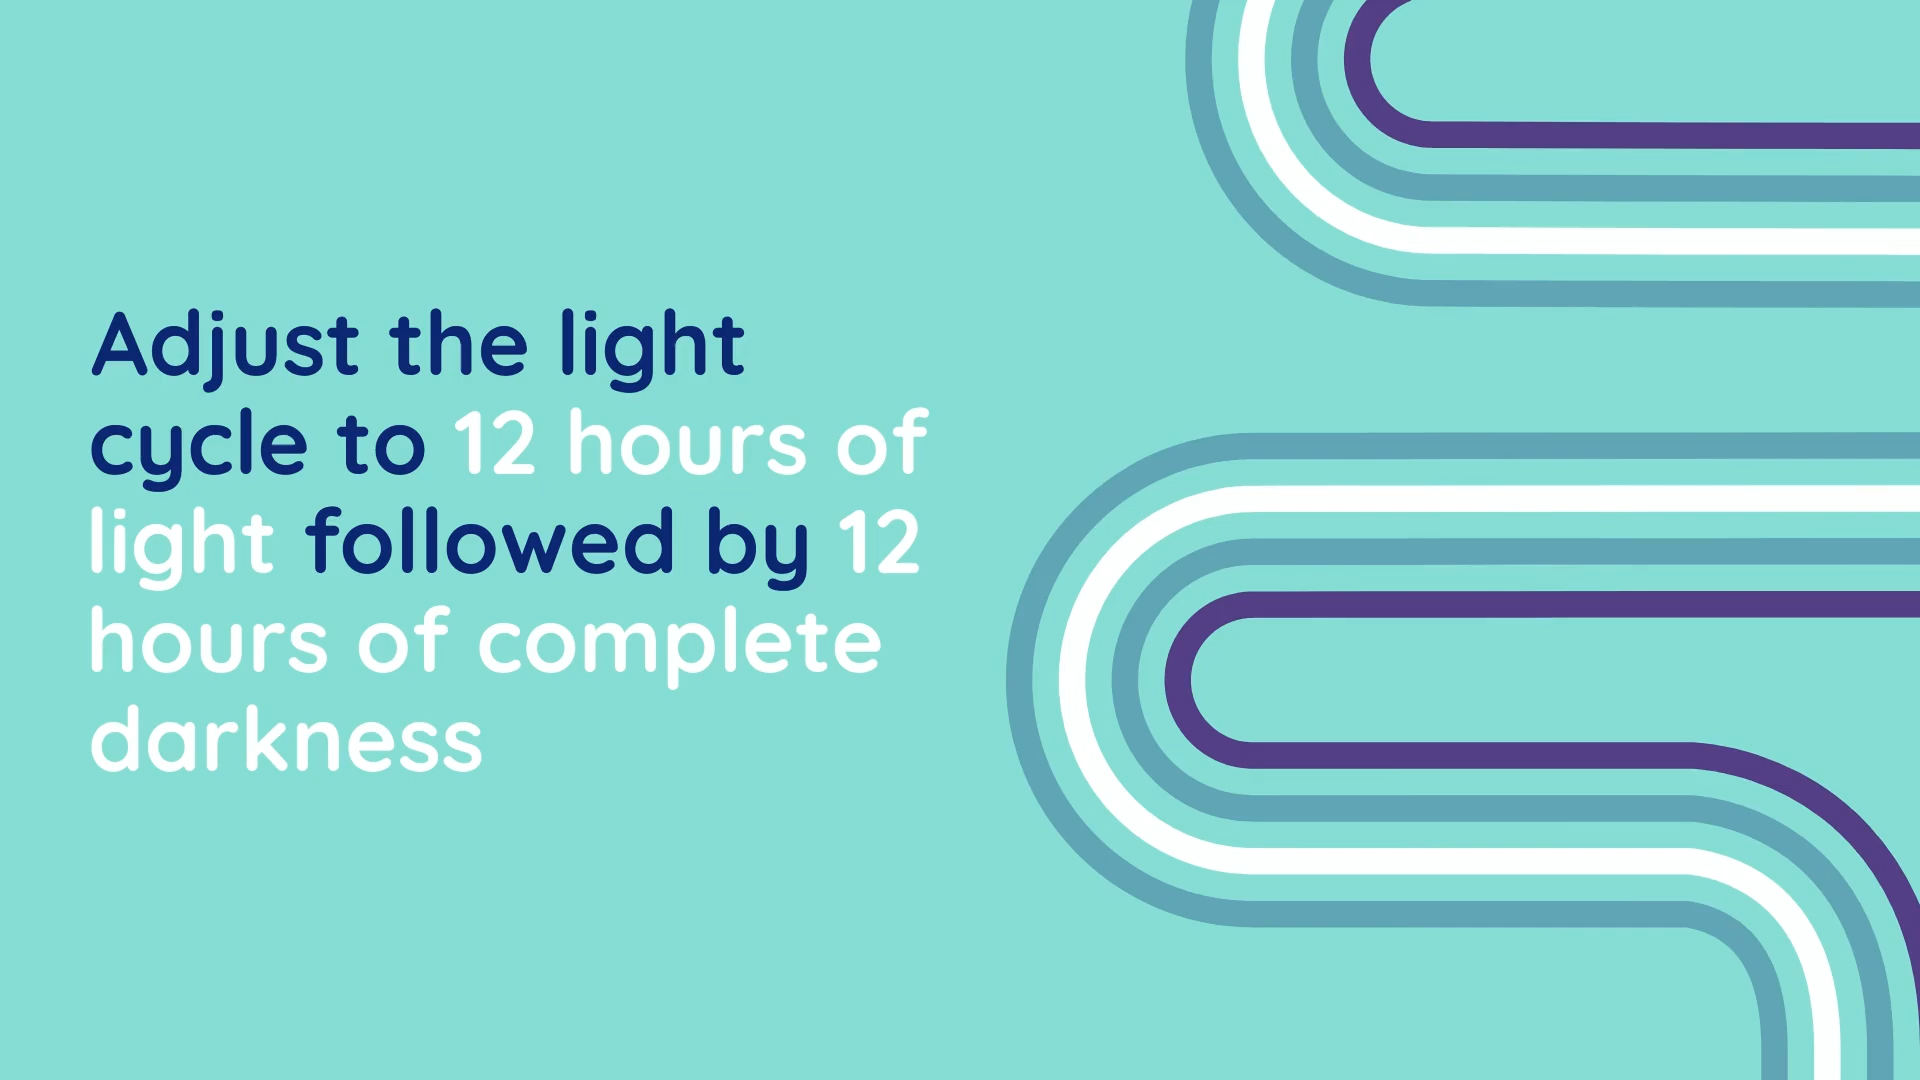 Adjust the light
cycle to 12 hours of
light followed by 12
hours of complete
darkness